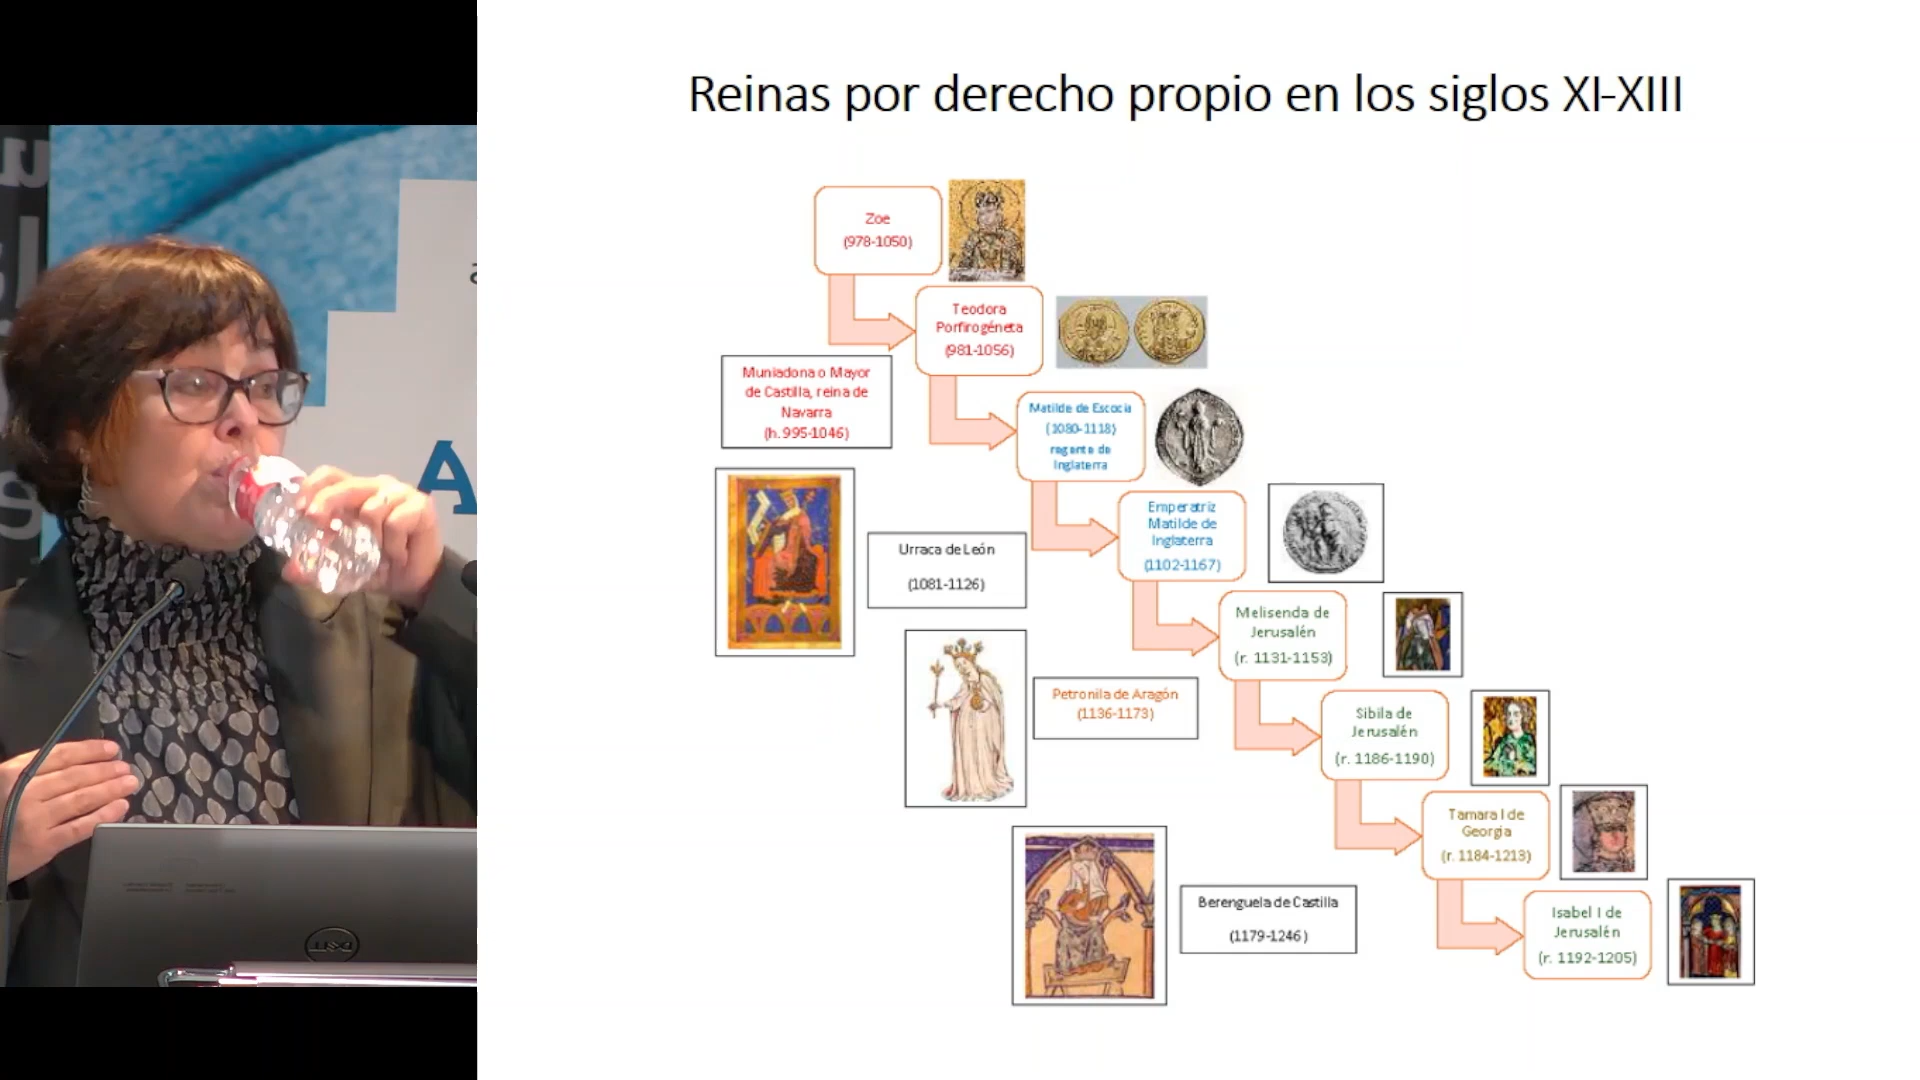 Reinas por derecho propio en los siglos XI-XIII
Zoe
(978-1050)
Teodora
Porfirogéneta
(981-1056)
Muniadona o Mayor
de Castilla, reina de
Navarra
(h. 995-1046)
Matilde de Escocia
(1080-1118)
regente de
Inglaterra
Emperatriz
Matilde de
Inglaterra
(1102-1167)
Urraca de León
(1081-1126)
Melisenda de
Jerusalén
(r. 1131-1153)
Petronila de Aragón
(1136-1173)
Sibila de
Jerusalén
(r. 1186-1190)
Tamara I de
Georgia
(r. 1184-1213)
Berenguela de Castilla
(1179-1246)
Isabel I de
Jerusalén
(r. 1192-1205)
A
DELL